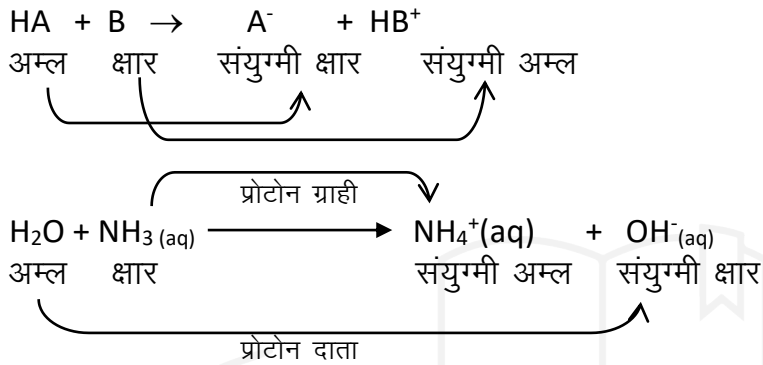 HA + B → A⁻ + HB⁺
अम्ल क्षार संयुग्मी क्षार संयुग्मी अम्ल
प्रोटोन ग्राही
H₂O + NH₃ (aq) → NH₄⁺(aq) + OH⁻(aq)
अम्ल क्षार संयुग्मी अम्ल संयुग्मी क्षार
प्रोटोन दाता